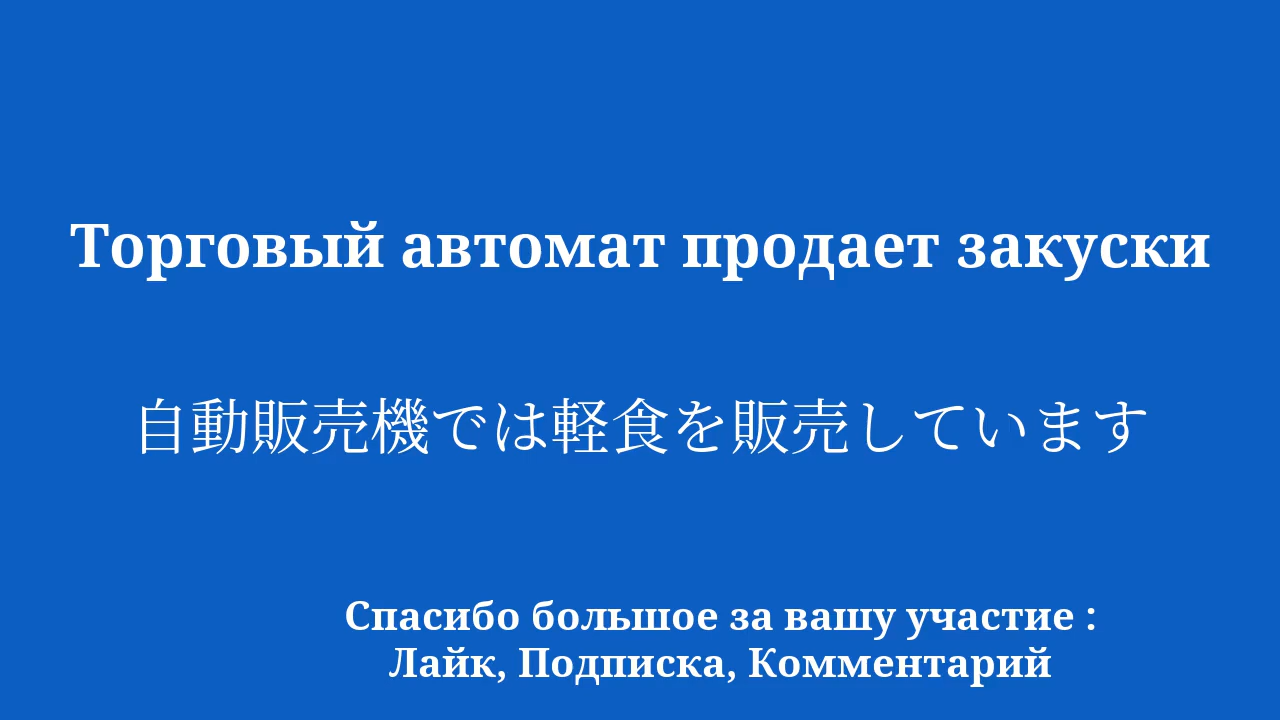 Торговый автомат продает закуски
自動販売機では軽食を販売しています
Спасибо большое за вашу участие :
Лайк, Подписка, Комментарий